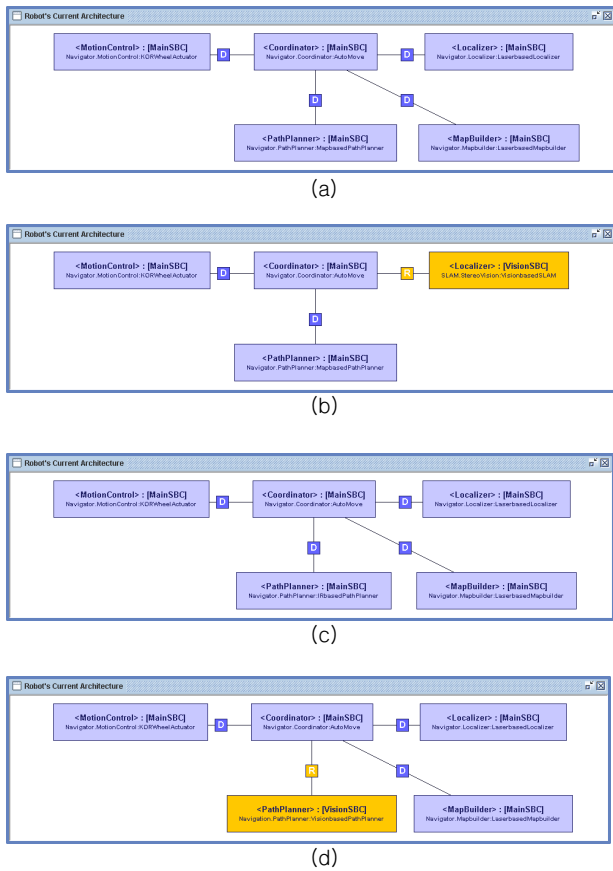 Robot's Current Architecture
<MotionControl> : [MainSBC]
Navigator.MotionControl:KORWheelActuator
D
<Coordinator> : [MainSBC]
Navigator.Coordinator:AutoMove
D
<Localizer> : [MainSBC]
Navigator.Localizer:LaserbasedLocalizer
D
D
<PathPlanner> : [MainSBC]
Navigator.PathPlanner:MapbasedPathPlanner
<MapBuilder> : [MainSBC]
Navigator.Mapbuilder:LaserbasedMapbuilder
(a)
Robot's Current Architecture
<MotionControl> : [MainSBC]
Navigator.MotionControl:KORWheelActuator
D
<Coordinator> : [MainSBC]
Navigator.Coordinator:AutoMove
R
<Localizer> : [VisionSBC]
SLAM.StereoVision:VisionbasedSLAM
D
<PathPlanner> : [MainSBC]
Navigator.PathPlanner:MapbasedPathPlanner
(b)
Robot's Current Architecture
<MotionControl> : [MainSBC]
Navigator.MotionControl:KORWheelActuator
D
<Coordinator> : [MainSBC]
Navigator.Coordinator:AutoMove
D
<Localizer> : [MainSBC]
Navigator.Localizer:LaserbasedLocalizer
D
D
<PathPlanner> : [MainSBC]
Navigator.PathPlanner:IRbasedPathPlanner
<MapBuilder> : [MainSBC]
Navigator.Mapbuilder:LaserbasedMapbuilder
(c)
Robot's Current Architecture
<MotionControl> : [MainSBC]
Navigator.MotionControl:KORWheelActuator
D
<Coordinator> : [MainSBC]
Navigator.Coordinator:AutoMove
D
<Localizer> : [MainSBC]
Navigator.Localizer:LaserbasedLocalizer
R
D
<PathPlanner> : [VisionSBC]
Navigation.PathPlanner:VisionbasedPathPlanner
<MapBuilder> : [MainSBC]
Navigator.Mapbuilder:LaserbasedMapbuilder
(d)